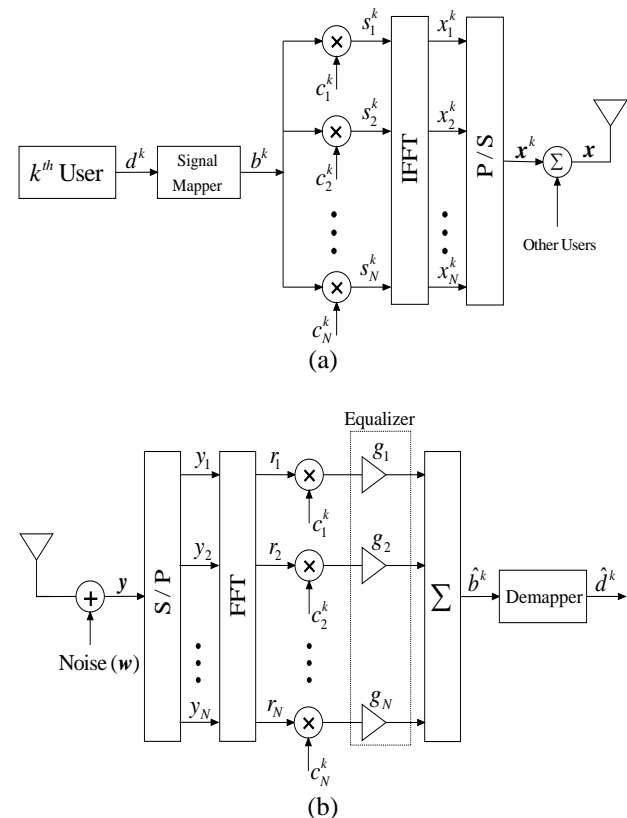 k^th User
d^k
Signal
Mapper
b^k
×
c_1^k
s_1^k
×
c_2^k
s_2^k
×
c_N^k
s_N^k
IFFT
x_1^k
x_2^k
x_N^k
P / S
x^k
Σ
x
Other Users
(a)
Equalizer
Noise (w)
+
y
S / P
y_1
y_2
y_N
FFT
r_1
r_2
r_N
×
c_1^k
×
c_2^k
×
c_N^k
g_1
g_2
g_N
Σ
b̂^k
Demapper
d̂^k
(b)